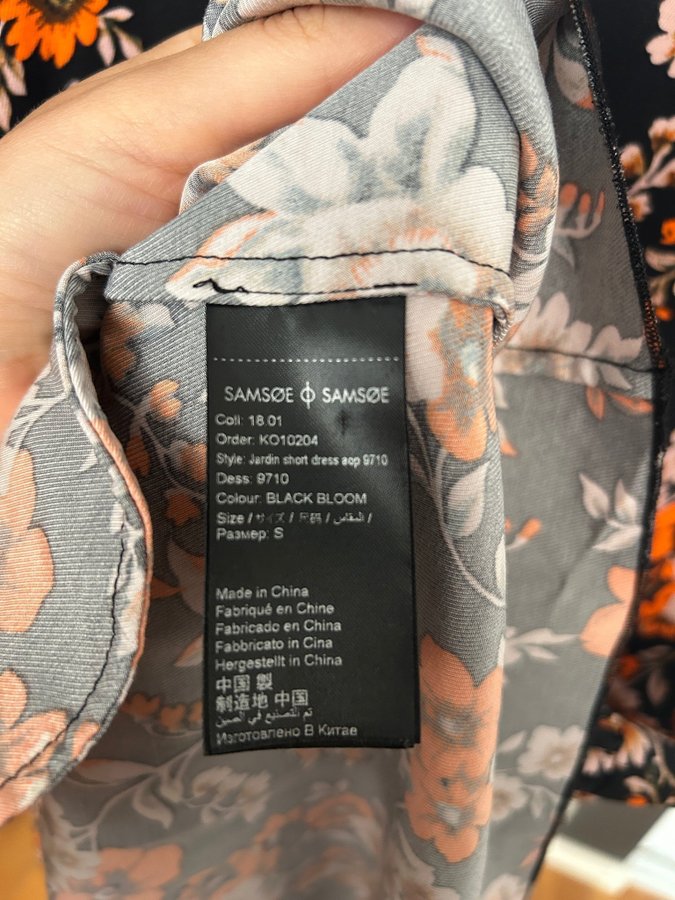 SAMSØE ɸ SAMSØE
Coll: 18.01
Order: KO10204
Style: Jardin short dress aop 9710
Dess: 9710
Colour: BLACK BLOOM
Size / サイズ / 尺碼 / المقاس /
Размер: S
Made in China
Fabriqué en Chine
Fabricado en China
Fabbricato in Cina
Hergestellt in China
中国 製
制造地 中国
تم التصنيع في الصين
Изготовлено В Китае